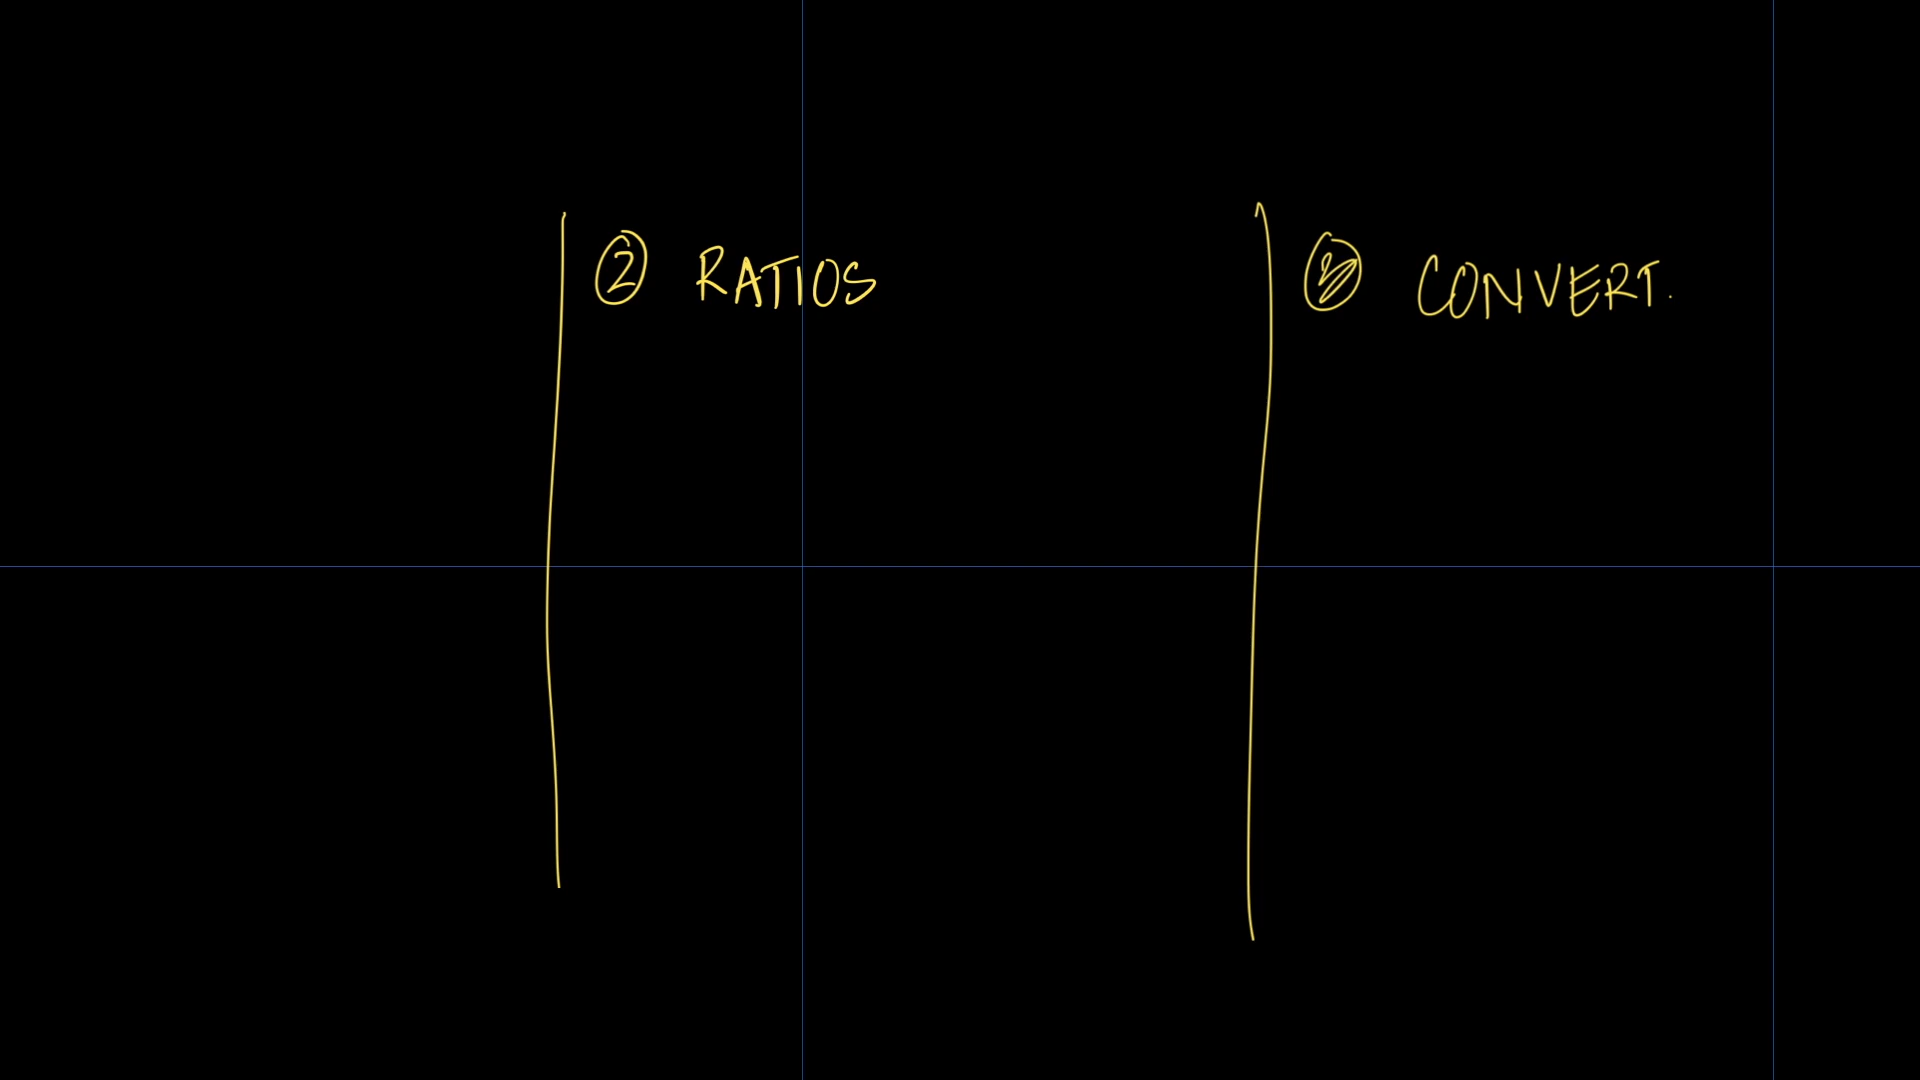 ② RATIOS
CONVERT.